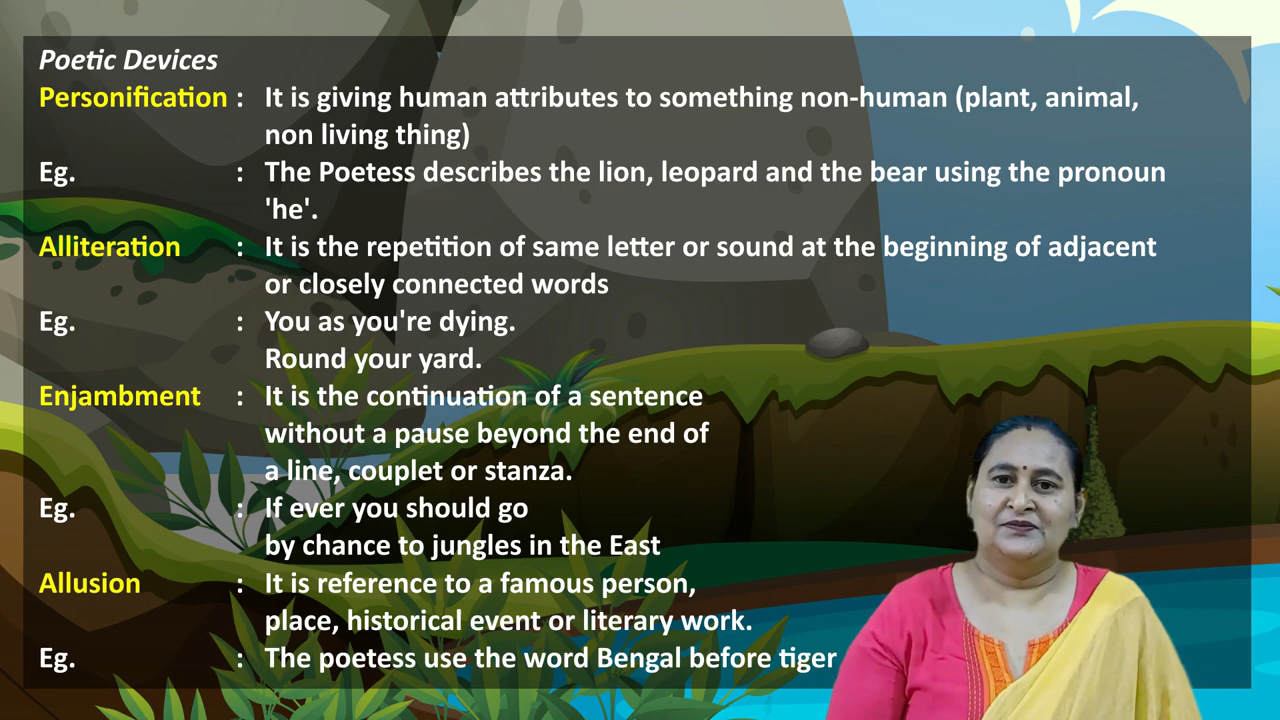 Poetic Devices
Personification : It is giving human attributes to something non-human (plant, animal,
non living thing)
Eg. : The Poetess describes the lion, leopard and the bear using the pronoun
'he'.
Alliteration : It is the repetition of same letter or sound at the beginning of adjacent
or closely connected words
Eg. : You as you're dying.
Round your yard.
Enjambment : It is the continuation of a sentence
without a pause beyond the end of
a line, couplet or stanza.
Eg. : If ever you should go
by chance to jungles in the East
Allusion : It is reference to a famous person,
place, historical event or literary work.
Eg. : The poetess use the word Bengal before tiger